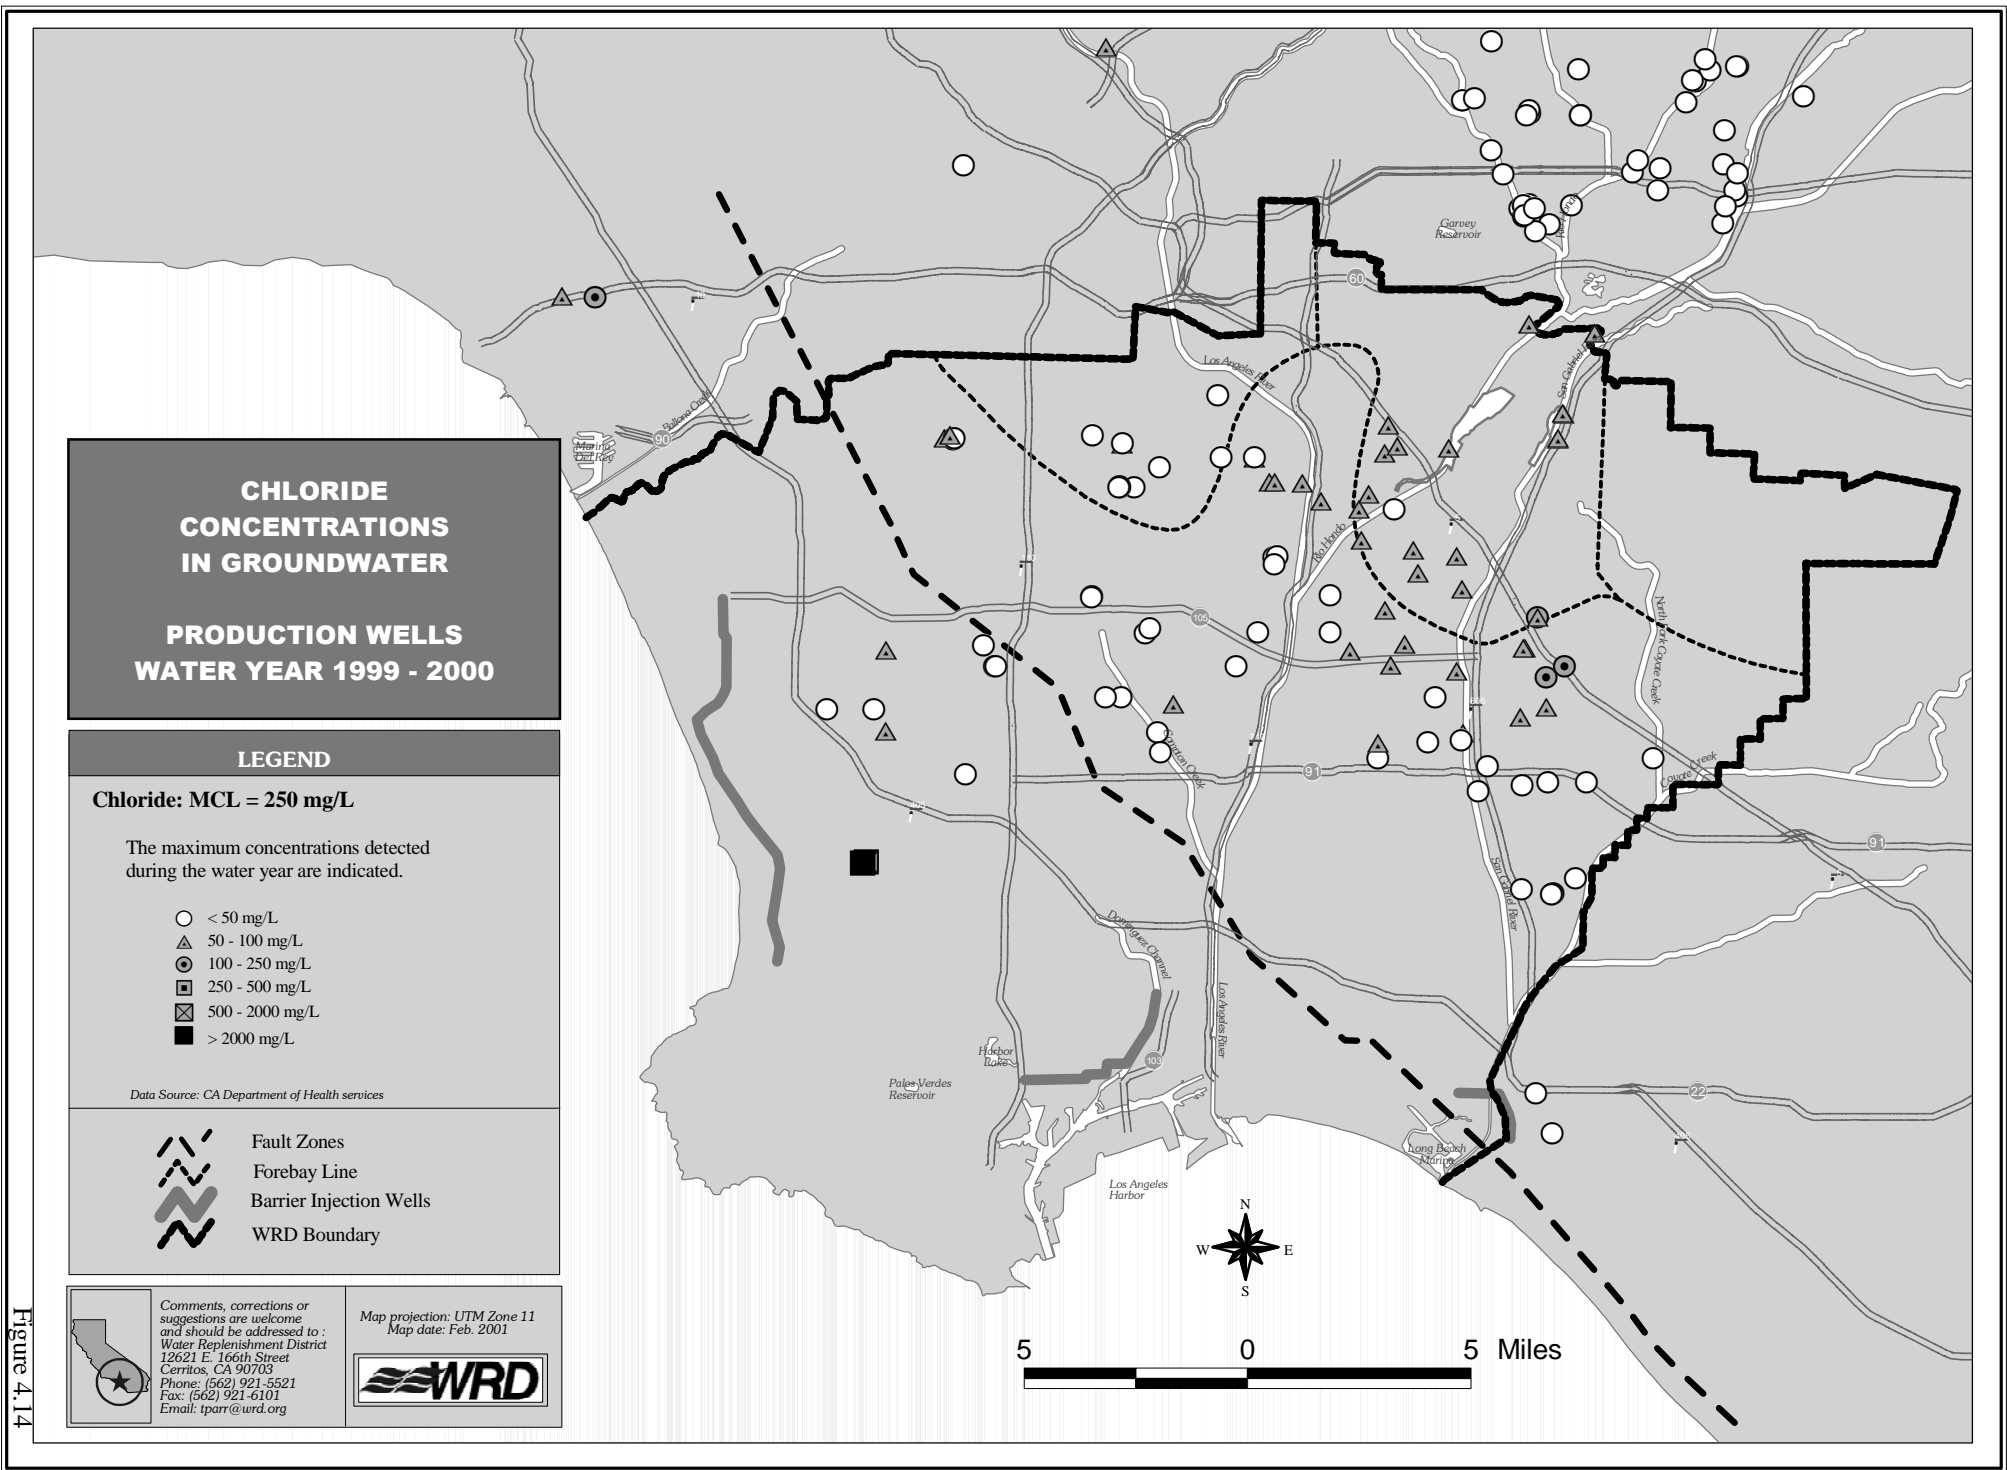 CHLORIDE
CONCENTRATIONS
IN GROUNDWATER
PRODUCTION WELLS
WATER YEAR 1999 - 2000
LEGEND
Chloride: MCL = 250 mg/L
The maximum concentrations detected
during the water year are indicated.
< 50 mg/L
50 - 100 mg/L
100 - 250 mg/L
250 - 500 mg/L
500 - 2000 mg/L
> 2000 mg/L
Data Source: CA Department of Health services
Fault Zones
Forebay Line
Barrier Injection Wells
WRD Boundary
Comments, corrections or
suggestions are welcome
and should be addressed to :
Water Replenishment District
12621 E. 166th Street
Cerritos, CA 90703
Phone: (562) 921-5521
Fax: (562) 921-6101
Email: tparr@wrd.org
Map projection: UTM Zone 11
Map date: Feb. 2001
WRD
Figure 4.14
Garvey
Reservoir
Rio Hondo
60
Los Angeles River
San Gabriel
Ballona Creek
90
Marina
Del Rey
Rio Hondo
105
North Fork Coyote Creek
Compton Creek
91
Coyote Creek
91
San Gabriel River
Dominguez Channel
Los Angeles River
Harbor
Lake
103
Palos Verdes
Reservoir
22
Long Beach
Marina
Los Angeles
Harbor
N
W
E
S
5
0
5 Miles